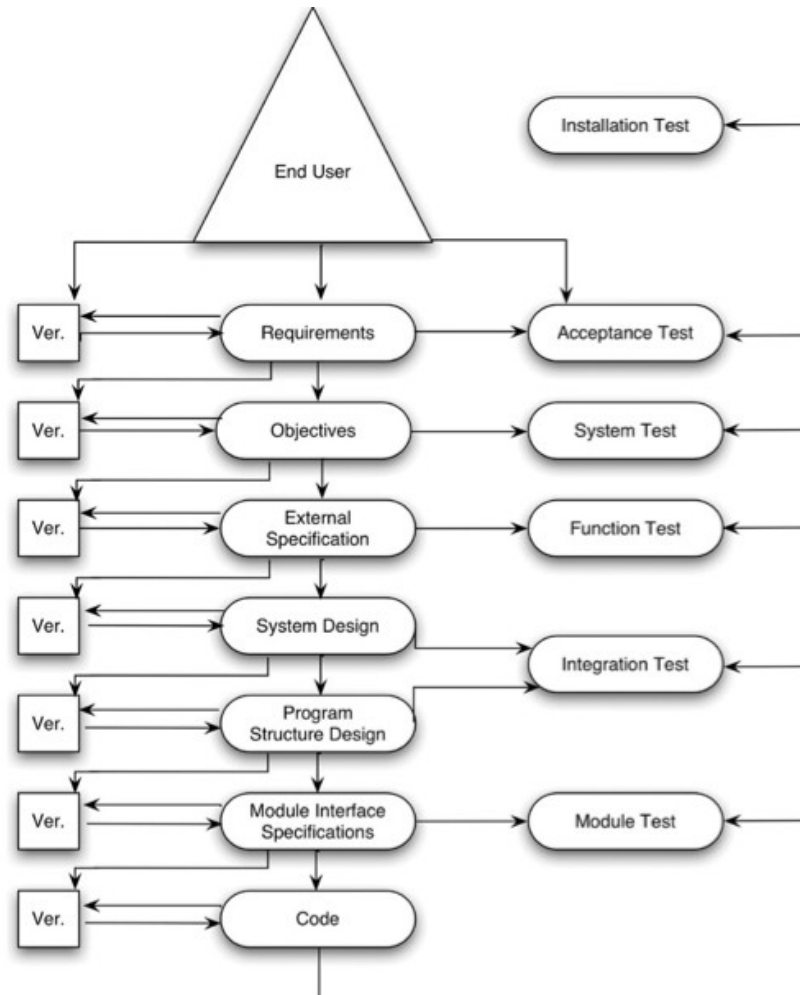 End User
Installation Test
Ver.
Requirements
Acceptance Test
Ver.
Objectives
System Test
Ver.
External
Specification
Function Test
Ver.
System Design
Integration Test
Ver.
Program
Structure Design
Ver.
Module Interface
Specifications
Module Test
Ver.
Code